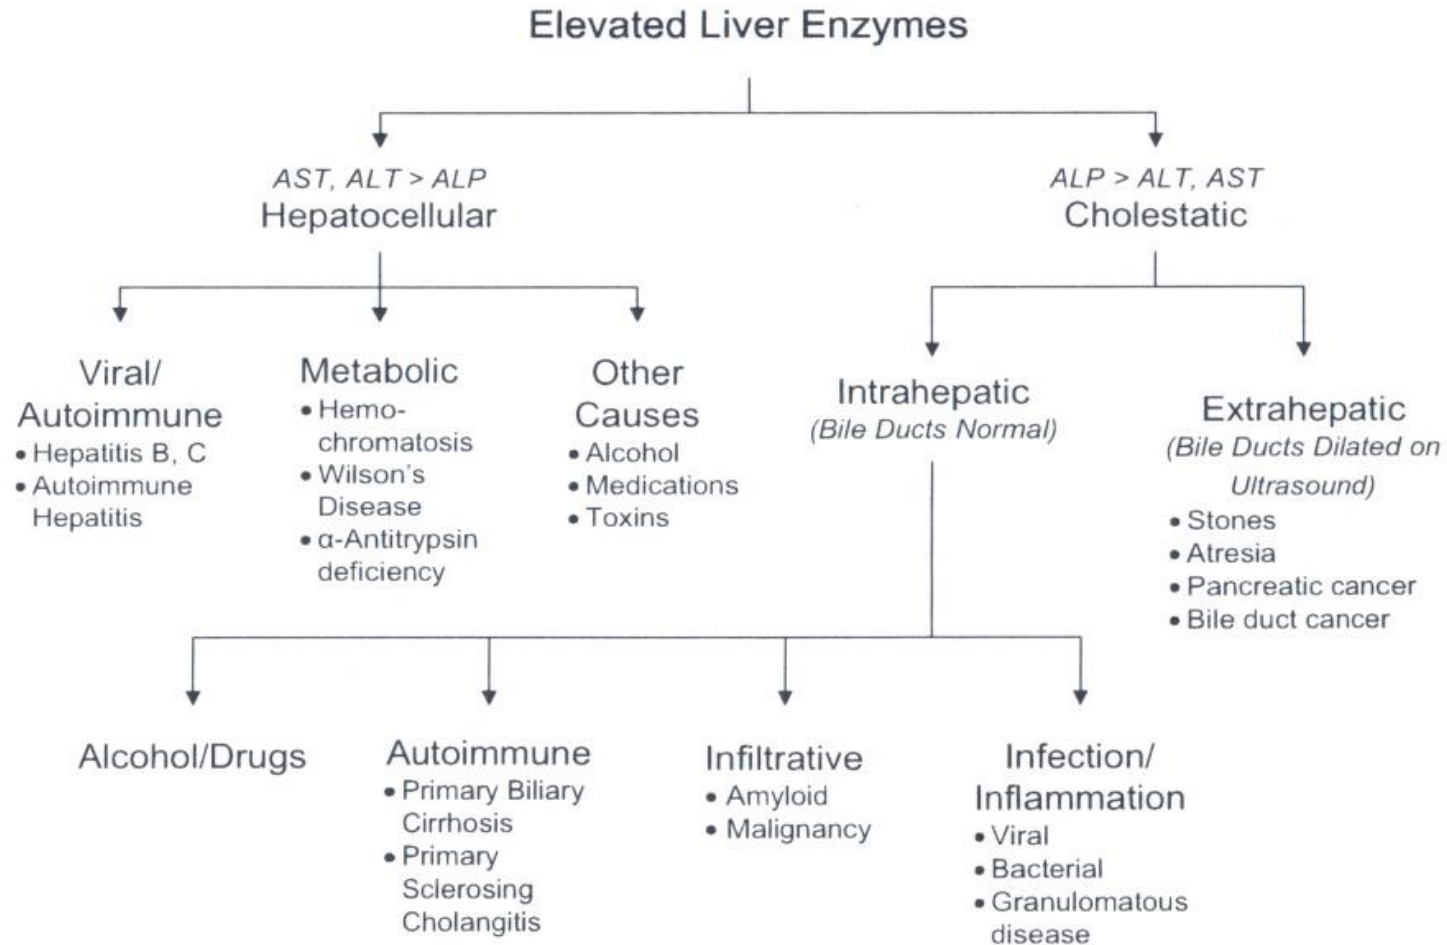 Elevated Liver Enzymes
AST, ALT > ALP
Hepatocellular
ALP > ALT, AST
Cholestatic
Viral/
Autoimmune
• Hepatitis B, C
• Autoimmune
Hepatitis
Metabolic
• Hemo-
chromatosis
• Wilson's
Disease
• α-Antitrypsin
deficiency
Other
Causes
• Alcohol
• Medications
• Toxins
Intrahepatic
(Bile Ducts Normal)
Extrahepatic
(Bile Ducts Dilated on
Ultrasound)
• Stones
• Atresia
• Pancreatic cancer
• Bile duct cancer
Alcohol/Drugs
Autoimmune
• Primary Biliary
Cirrhosis
• Primary
Sclerosing
Cholangitis
Infiltrative
• Amyloid
• Malignancy
Infection/
Inflammation
• Viral
• Bacterial
• Granulomatous
disease